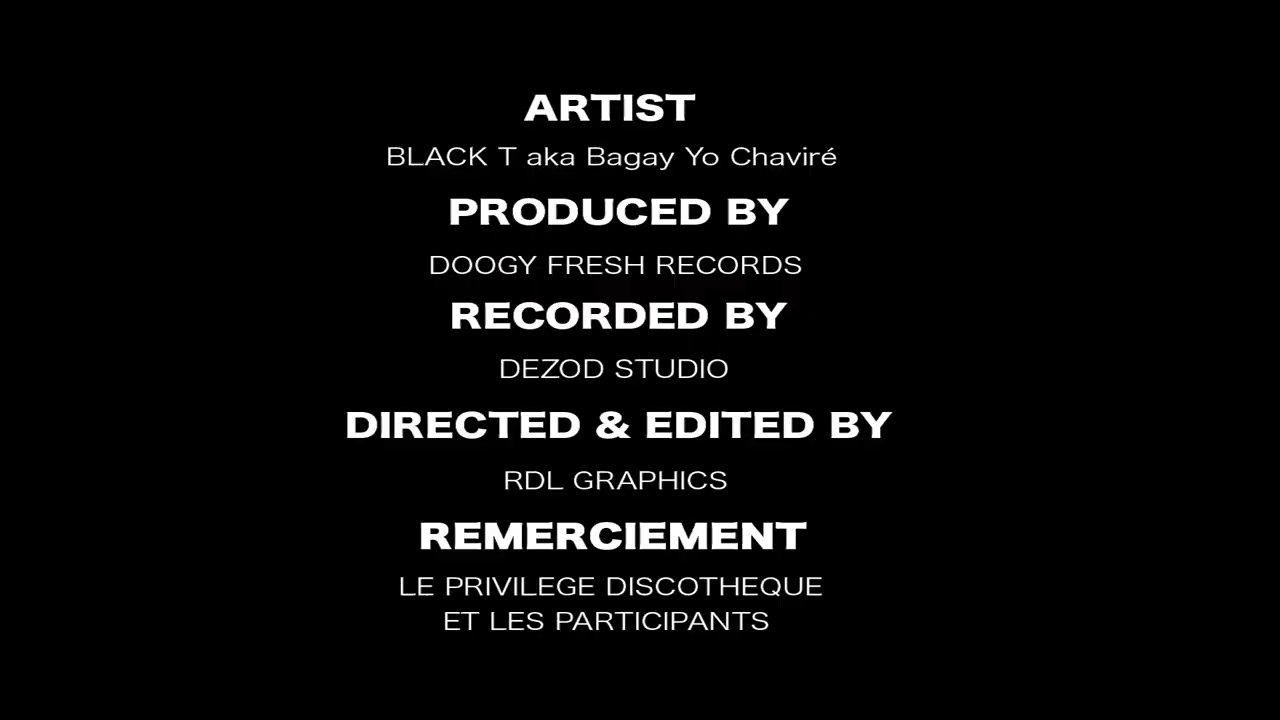 ARTIST
BLACK T aka Bagay Yo Chaviré
PRODUCED BY
DOOGY FRESH RECORDS
RECORDED BY
DEZOD STUDIO
DIRECTED & EDITED BY
RDL GRAPHICS
REMERCIEMENT
LE PRIVILEGE DISCOTHEQUE
ET LES PARTICIPANTS